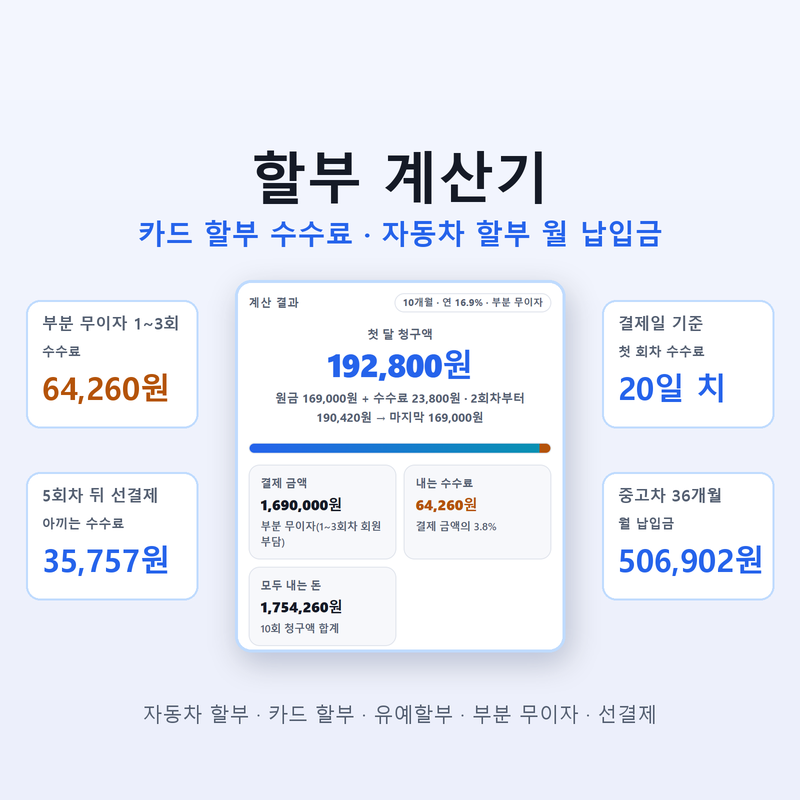 할부 계산기
카드 할부 수수료 · 자동차 할부 월 납입금
부분 무이자 1~3회
수수료
64,260원
5회차 뒤 선결제
아끼는 수수료
35,757원
계산 결과
10개월 · 연 16.9% · 부분 무이자
첫 달 청구액
192,800원
원금 169,000원 + 수수료 23,800원 · 2회차부터
190,420원 → 마지막 169,000원
결제 금액
1,690,000원
부분 무이자(1~3회차 회원
부담)
내는 수수료
64,260원
결제 금액의 3.8%
모두 내는 돈
1,754,260원
10회 청구액 합계
결제일 기준
첫 회차 수수료
20일 치
중고차 36개월
월 납입금
506,902원
자동차 할부 · 카드 할부 · 유예할부 · 부분 무이자 · 선결제